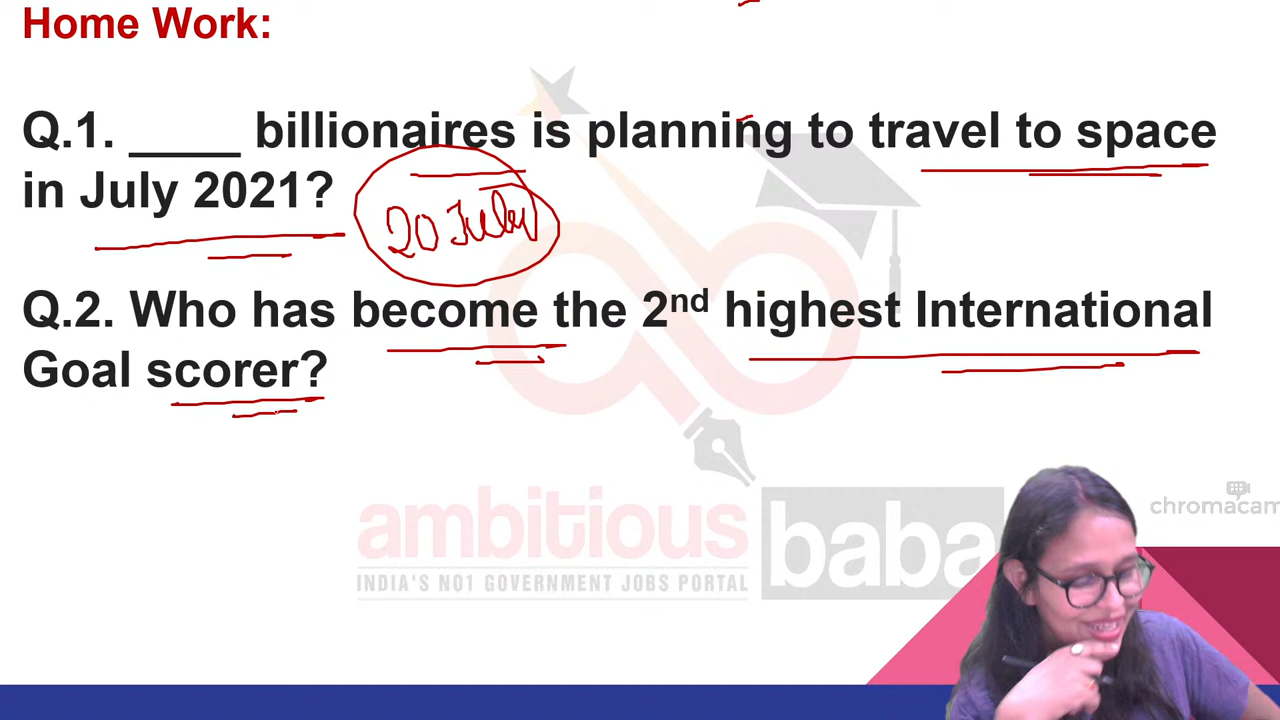 Home Work:
Q.1. ____ billionaires is planning to travel to space
in July 2021?
20 July
Q.2. Who has become the 2nd highest International
Goal scorer?
ambitious baba
INDIA'S NO1 GOVERNMENT JOBS PORTAL
chromacam